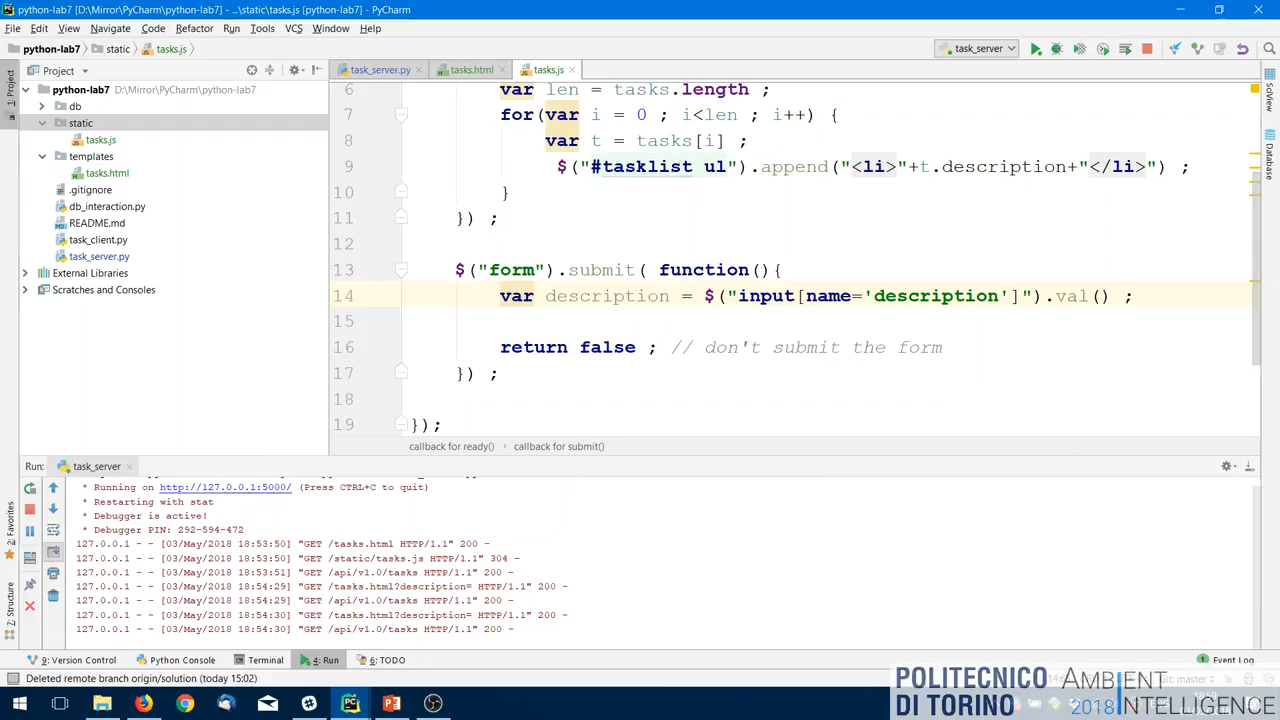 python-lab7 [D:\Mirror\PyCharm\python-lab7] - ...\static\tasks.js [python-lab7] - PyCharm
File Edit View Navigate Code Refactor Run Tools VCS Window Help
python-lab7 static tasks.js
task_server
Project
task_server.py tasks.html tasks.js
1: Project
SciView
Database
python-lab7 D:\Mirror\PyCharm\python-lab7
db
static
tasks.js
templates
tasks.html
.gitignore
db_interaction.py
README.md
task_client.py
task_server.py
External Libraries
Scratches and Consoles
6 var len = tasks.length ;
7 for(var i = 0 ; i<len ; i++) {
8 var t = tasks[i] ;
9 $("#tasklist ul").append("<li>"+t.description+"</li>") ;
10 }
11 }) ;
12
13 $("form").submit( function(){
14 var description = $("input[name='description']").val() ;
15
16 return false ; // don't submit the form
17 }) ;
18
19 });
callback for ready() › callback for submit()
Run: task_server
* Running on http://127.0.0.1:5000/ (Press CTRL+C to quit)
* Restarting with stat
* Debugger is active!
* Debugger PIN: 292-594-472
127.0.0.1 - - [03/May/2018 18:53:50] "GET /tasks.html HTTP/1.1" 200 -
127.0.0.1 - - [03/May/2018 18:53:50] "GET /static/tasks.js HTTP/1.1" 304 -
127.0.0.1 - - [03/May/2018 18:53:51] "GET /api/v1.0/tasks HTTP/1.1" 200 -
127.0.0.1 - - [03/May/2018 18:54:29] "GET /tasks.html?description= HTTP/1.1" 200 -
127.0.0.1 - - [03/May/2018 18:54:29] "GET /api/v1.0/tasks HTTP/1.1" 200 -
127.0.0.1 - - [03/May/2018 18:54:30] "GET /tasks.html?description= HTTP/1.1" 200 -
127.0.0.1 - - [03/May/2018 18:54:30] "GET /api/v1.0/tasks HTTP/1.1" 200 -
2: Favorites
7: Structure
9: Version Control Python Console Terminal 4: Run 6: TODO
1 Event Log
Deleted remote branch origin/solution (today 15:02)
POLITECNICO
DI TORINO
AMBIENT
2018 INTELLIGENCE